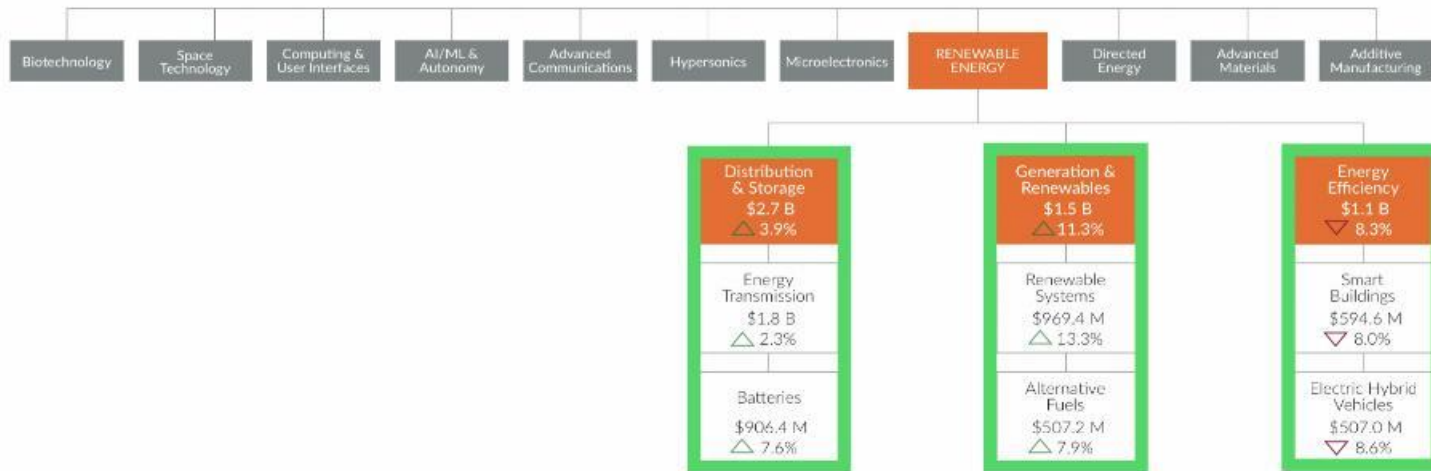 Biotechnology
Space
Technology
Computing &
User Interfaces
AI/ML &
Autonomy
Advanced
Communications
Hypersonics
Microelectronics
RENEWABLE
ENERGY
Directed
Energy
Advanced
Materials
Additive
Manufacturing
Distribution
& Storage
$2.7 B
3.9%
Energy
Transmission
$1.8 B
2.3%
Batteries
$906.4 M
7.6%
Generation &
Renewables
$1.5 B
11.3%
Renewable
Systems
$969.4 M
13.3%
Alternative
Fuels
$507.2 M
7.9%
Energy
Efficiency
$1.1 B
8.3%
Smart
Buildings
$594.6 M
8.0%
Electric Hybrid
Vehicles
$507.0 M
8.6%